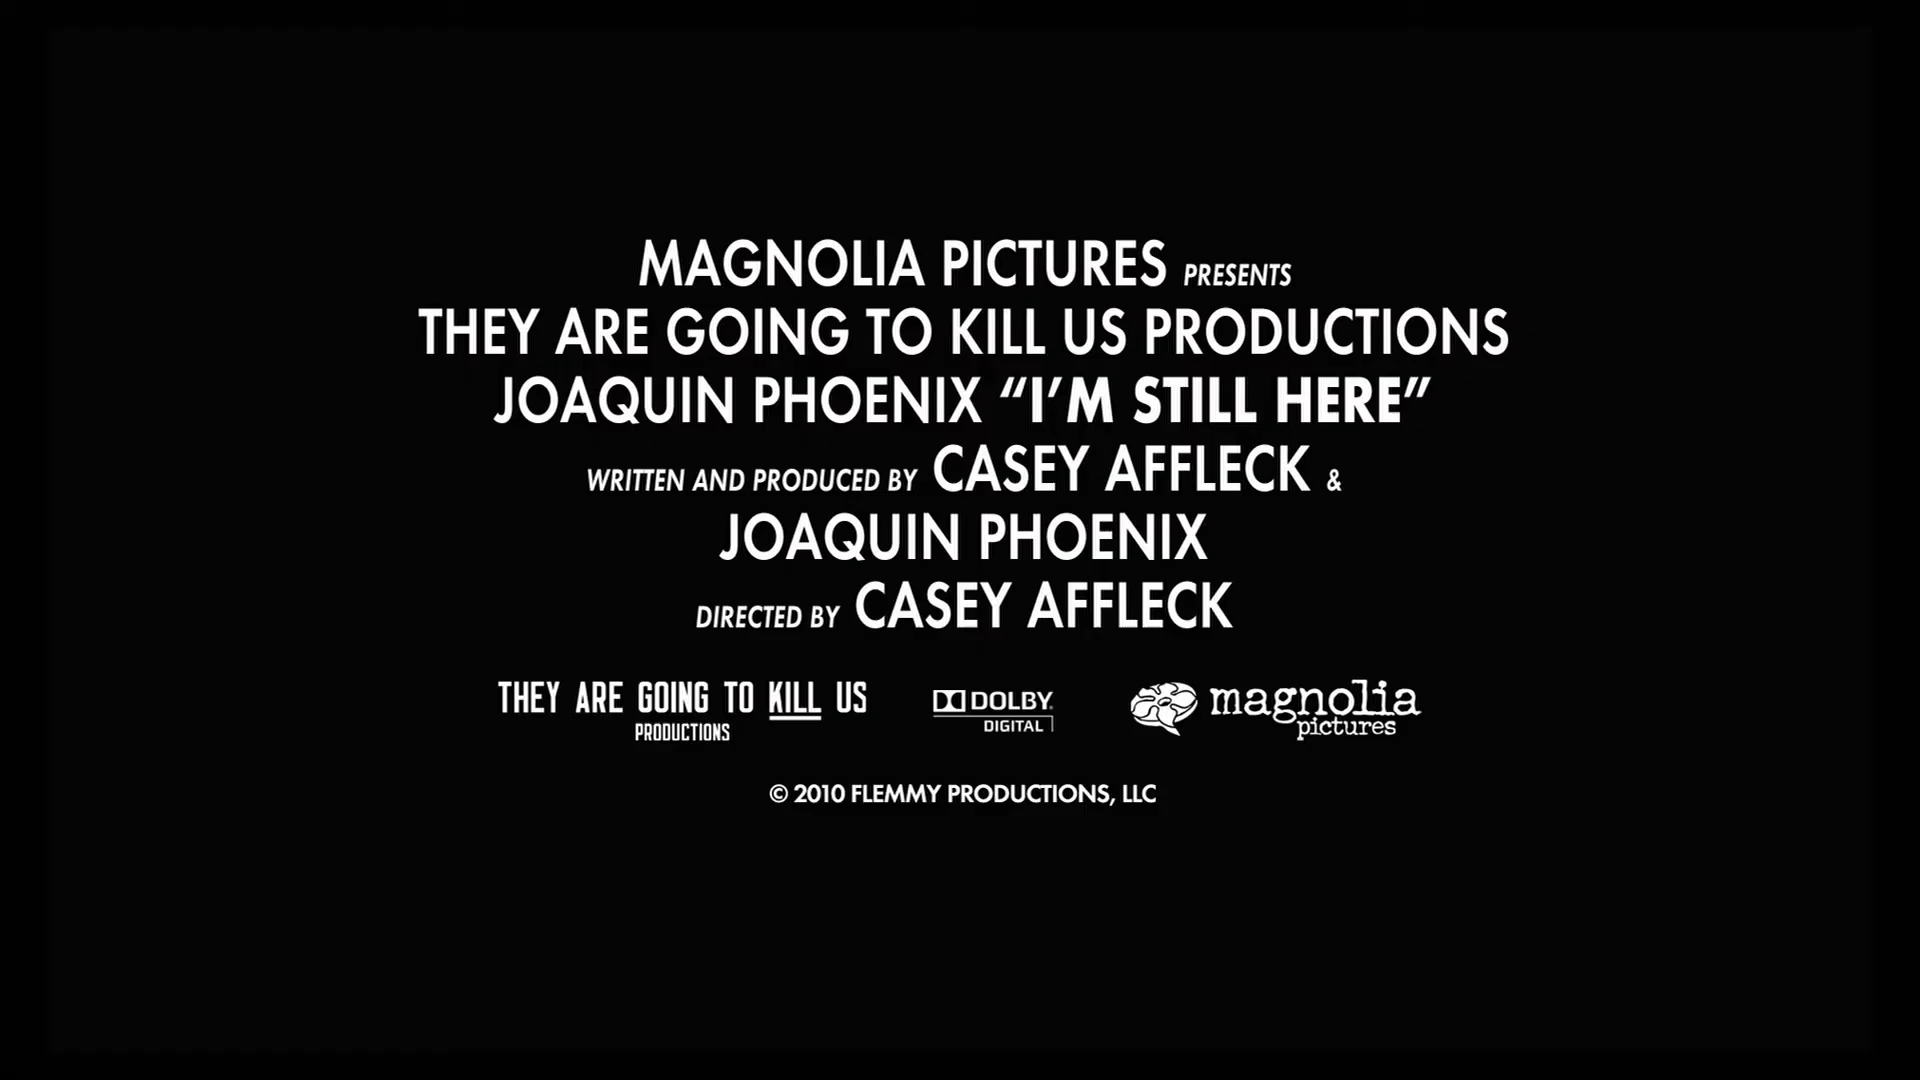 MAGNOLIA PICTURES PRESENTS
THEY ARE GOING TO KILL US PRODUCTIONS
JOAQUIN PHOENIX “I’M STILL HERE”
WRITTEN AND PRODUCED BY CASEY AFFLECK &
JOAQUIN PHOENIX
DIRECTED BY CASEY AFFLECK
THEY ARE GOING TO KILL US
PRODUCTIONS
DOLBY
DIGITAL
magnolia
pictures
© 2010 FLEMMY PRODUCTIONS, LLC